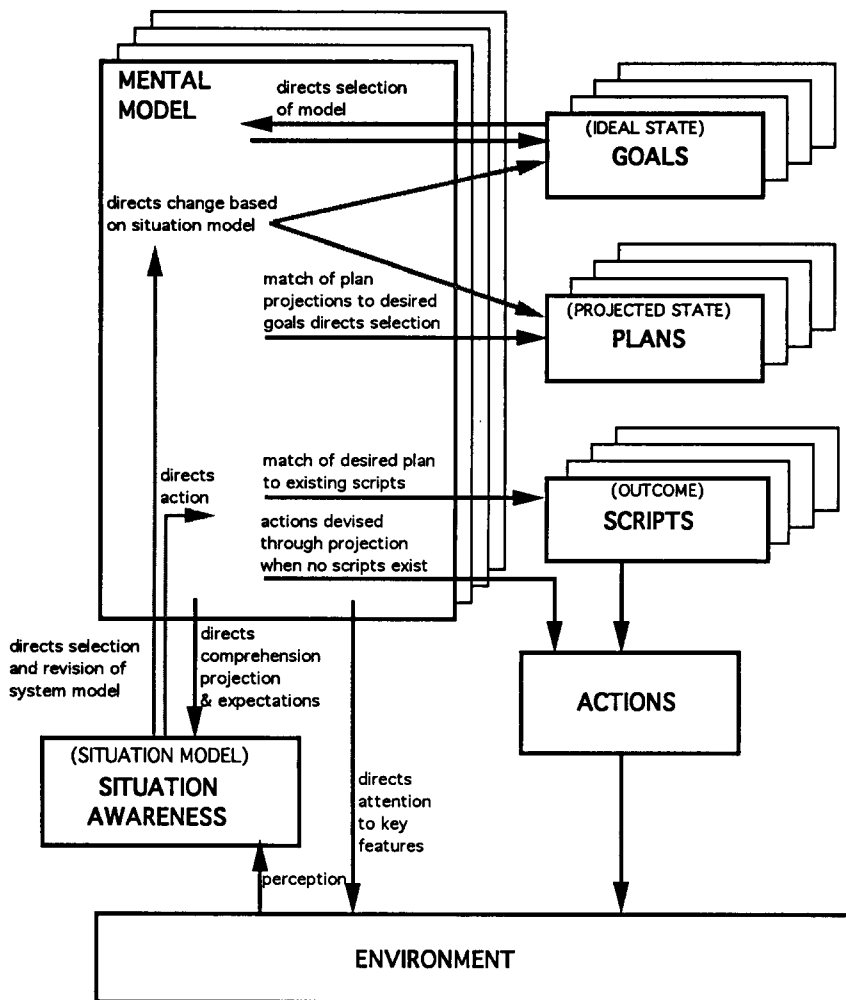 MENTAL
MODEL
directs selection
of model
(IDEAL STATE)
GOALS
directs change based
on situation model
match of plan
projections to desired
goals directs selection
(PROJECTED STATE)
PLANS
directs
action
match of desired plan
to existing scripts
(OUTCOME)
SCRIPTS
actions devised
through projection
when no scripts exist
directs selection
and revision of
system model
directs
comprehension
projection
& expectations
ACTIONS
(SITUATION MODEL)
SITUATION
AWARENESS
directs
attention
to key
features
perception
ENVIRONMENT